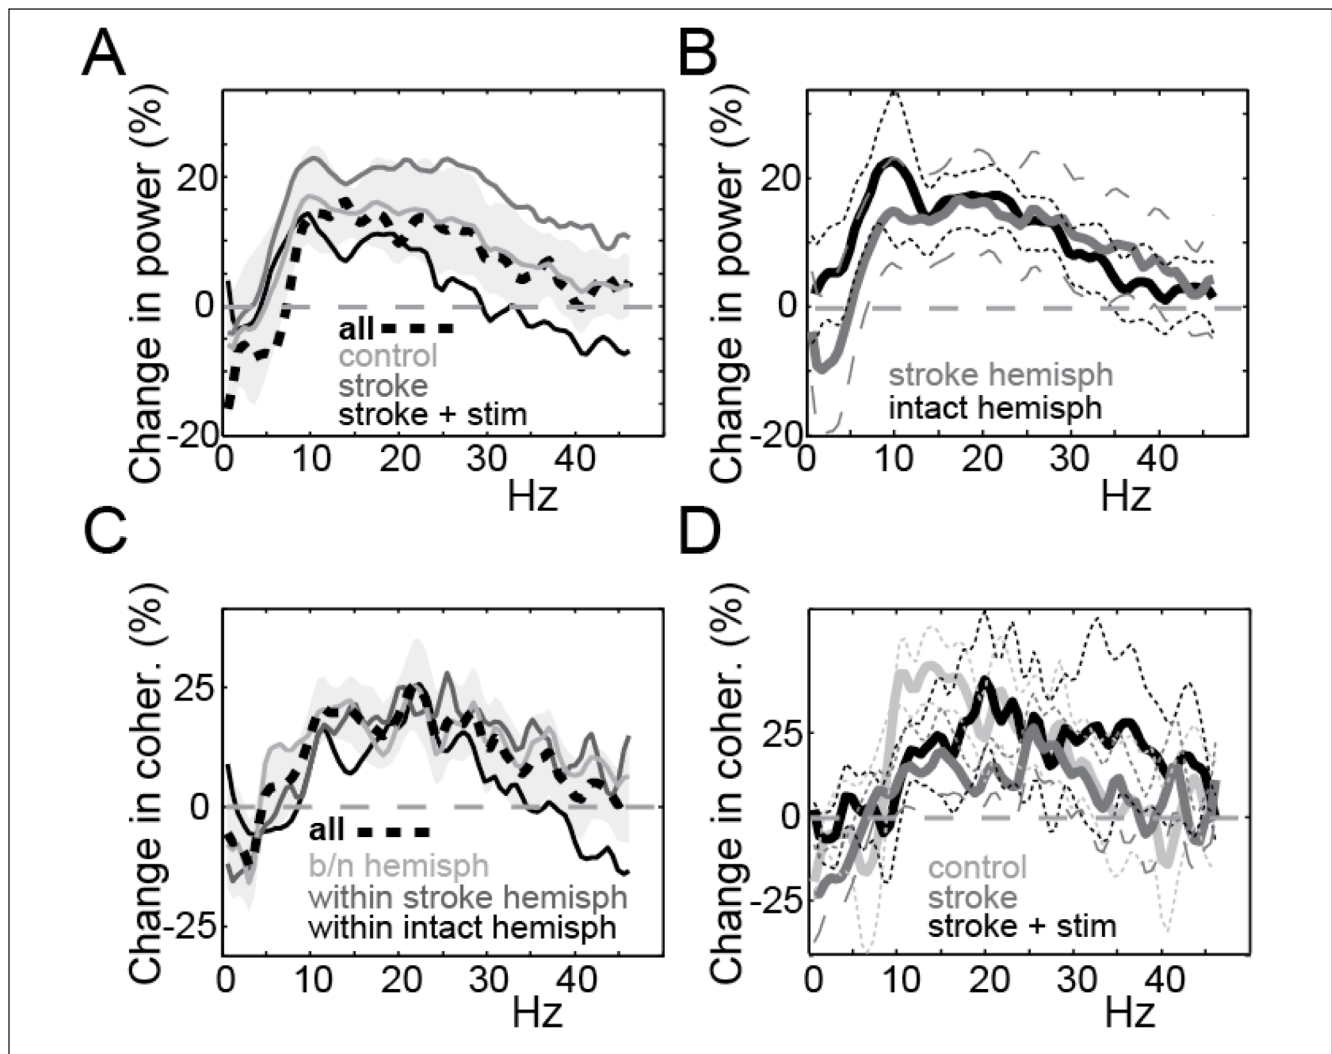 A
Change in power (%)
20
0
-20
all
control
stroke
stroke + stim
0 10 20 30 40
Hz
B
Change in power (%)
20
0
-20
stroke hemisph
intact hemisph
0 10 20 30 40
Hz
C
Change in coher. (%)
25
0
-25
all
b/n hemisph
within stroke hemisph
within intact hemisph
0 10 20 30 40
Hz
D
Change in coher. (%)
25
0
-25
control
stroke
stroke + stim
0 10 20 30 40
Hz